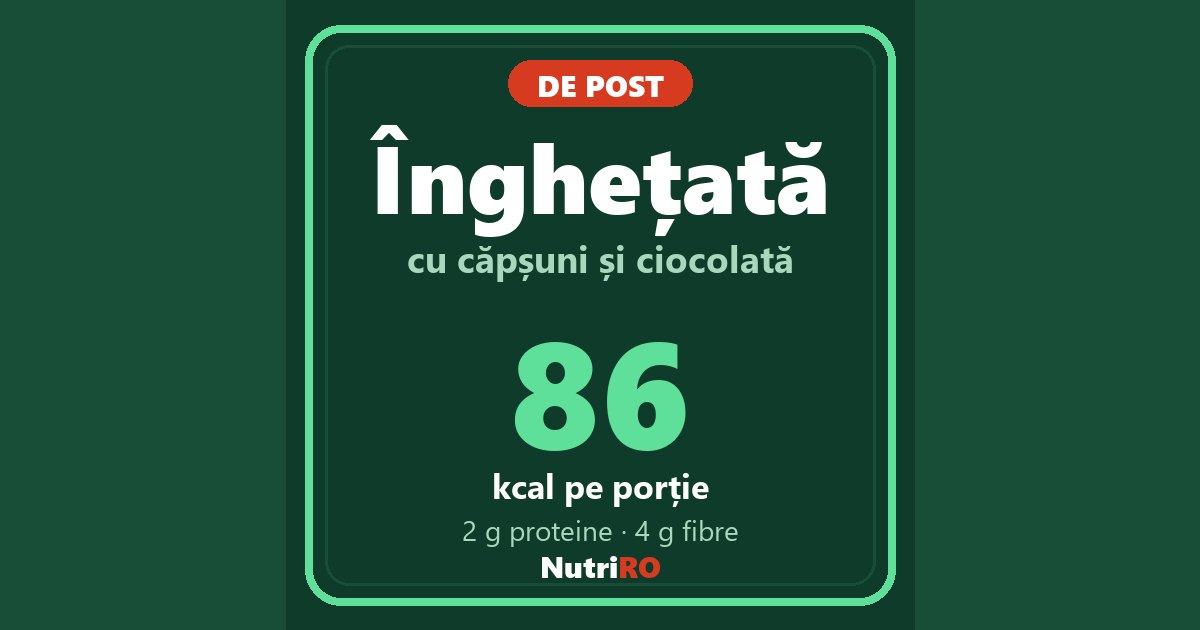 DE POST
Înghețată
cu căpșuni și ciocolată
86
kcal pe porție
2 g proteine · 4 g fibre
NutriRO